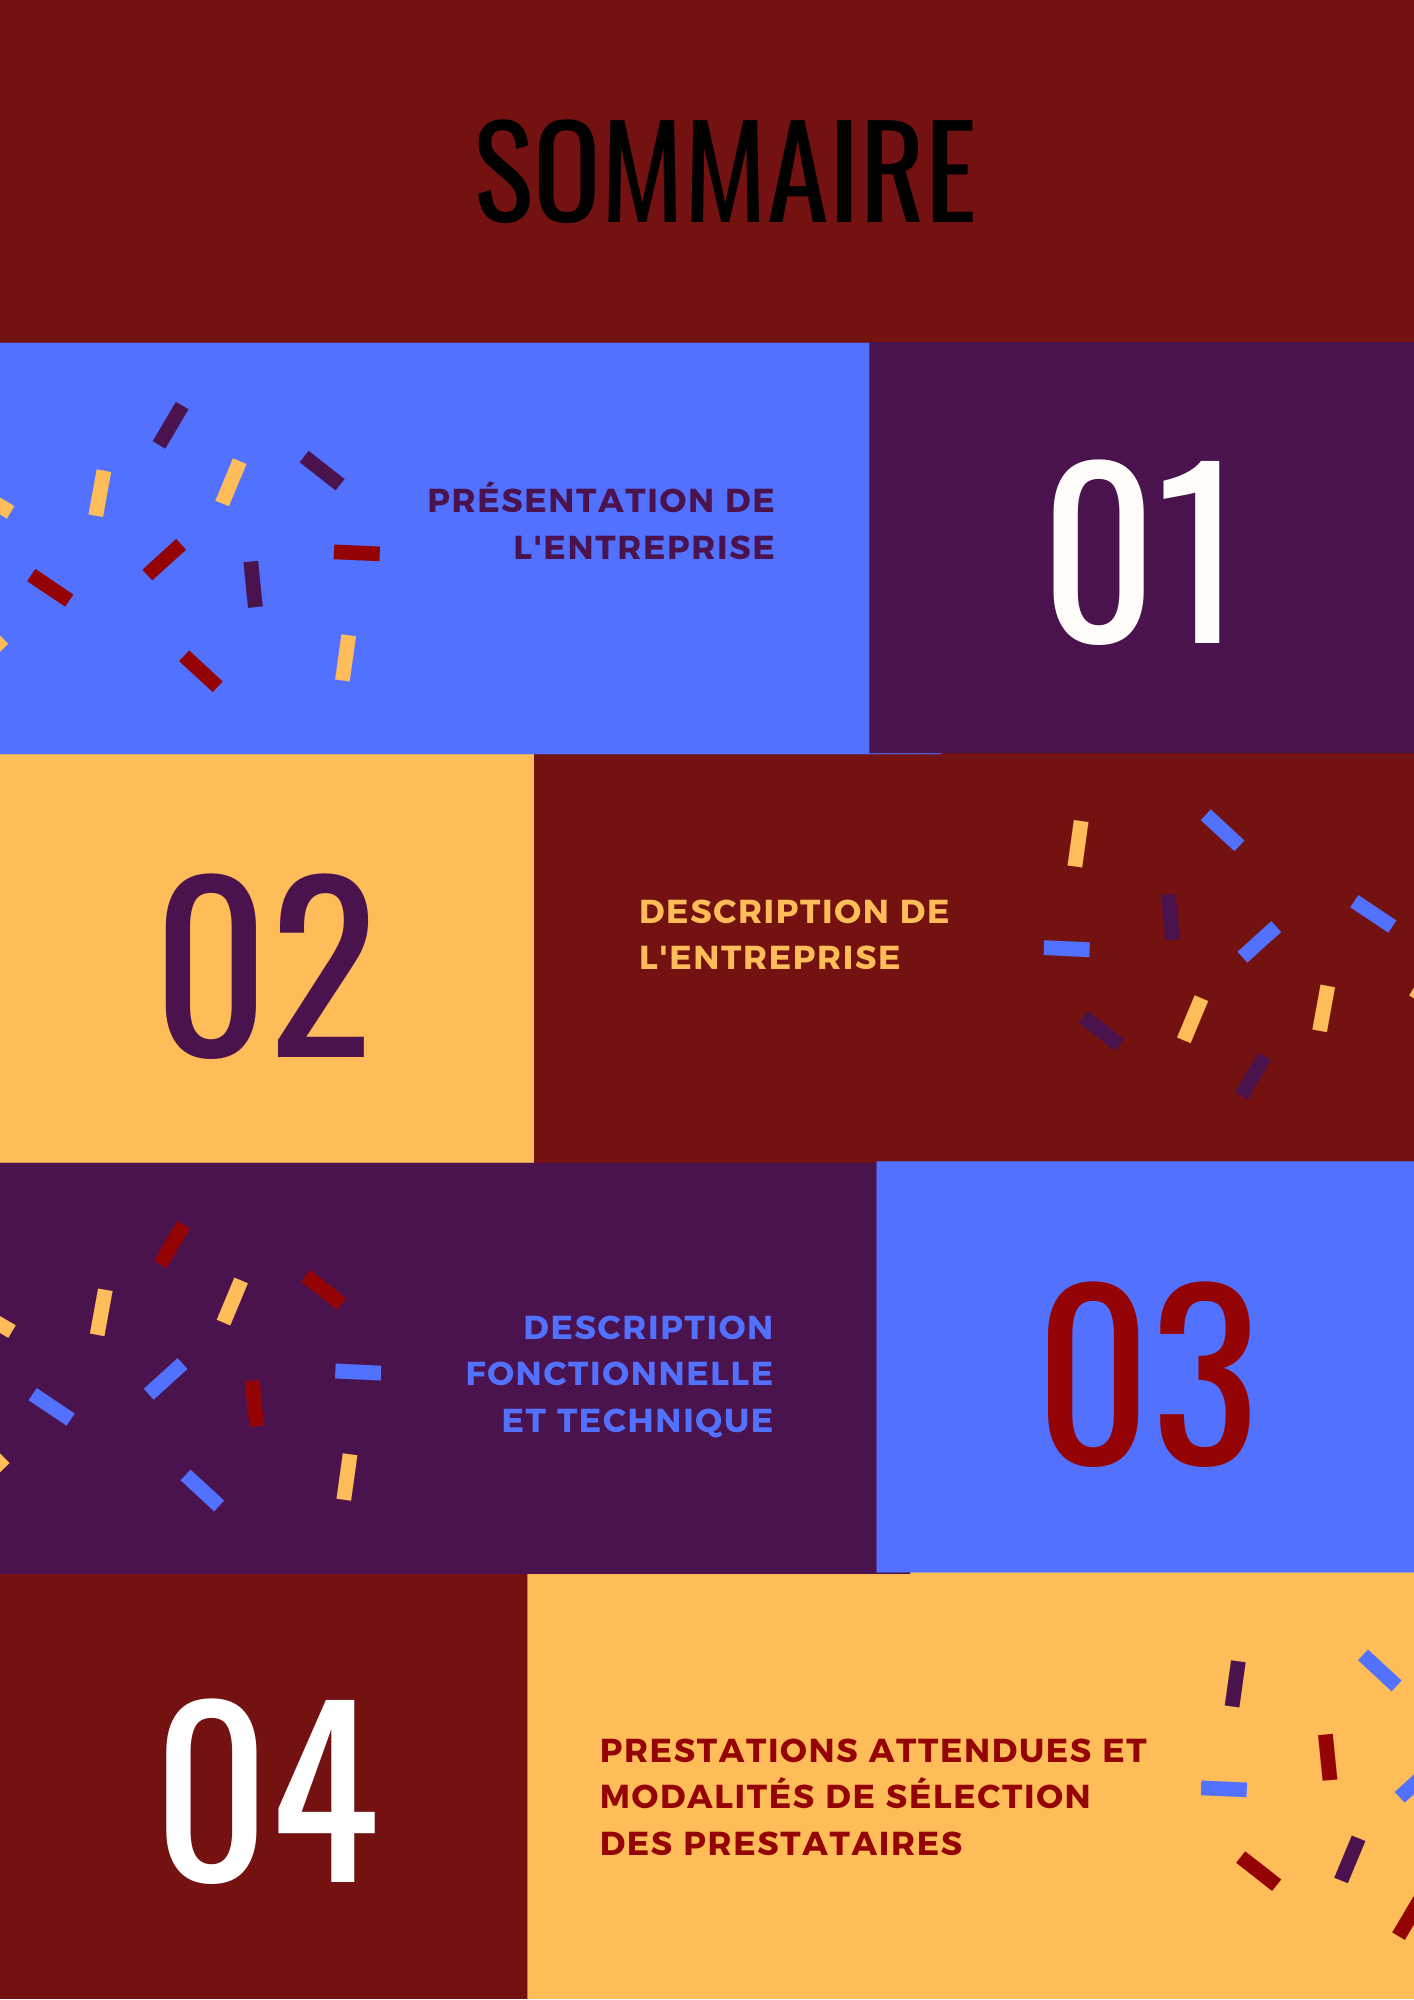 SOMMAIRE
PRÉSENTATION DE
L'ENTREPRISE
01
02
DESCRIPTION DE
L'ENTREPRISE
DESCRIPTION
FONCTIONNELLE
ET TECHNIQUE
03
04
PRESTATIONS ATTENDUES ET
MODALITÉS DE SÉLECTION
DES PRESTATAIRES